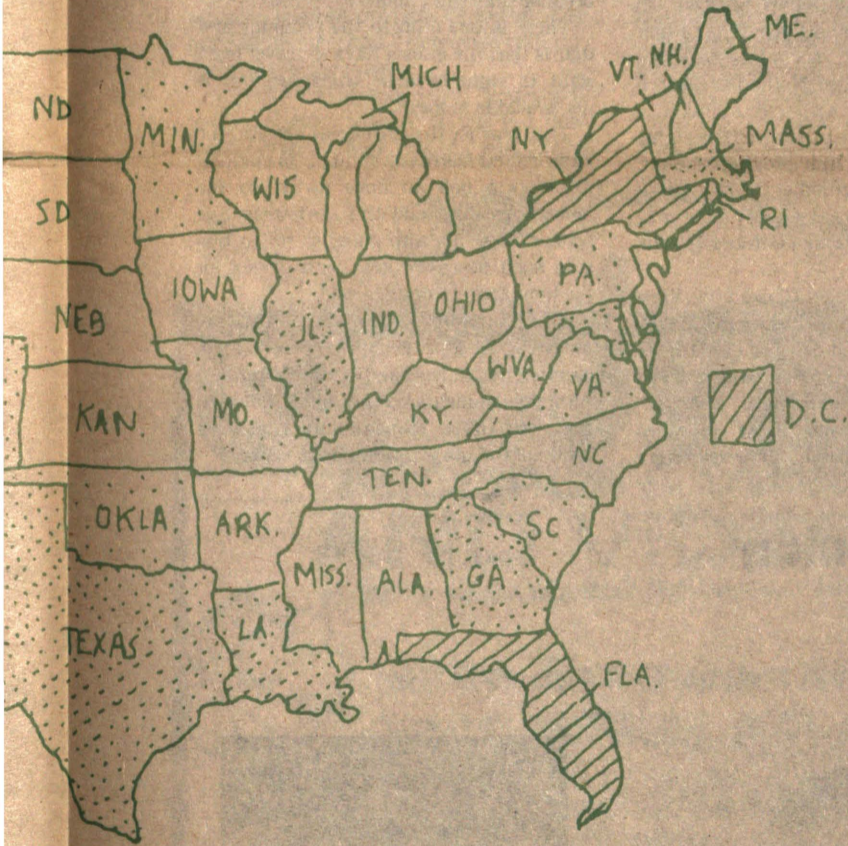 ME.
VT.
NH.
MICH
ND
MIN.
NY
MASS.
WIS
SD
RI
IOWA
PA.
OHIO
NEB
IL
IND.
WVA.
VA.
KAN.
MO.
KY.
D.C.
NC
TEN.
OKLA.
ARK.
SC
MISS.
ALA.
GA
LA.
TEXAS
FLA.